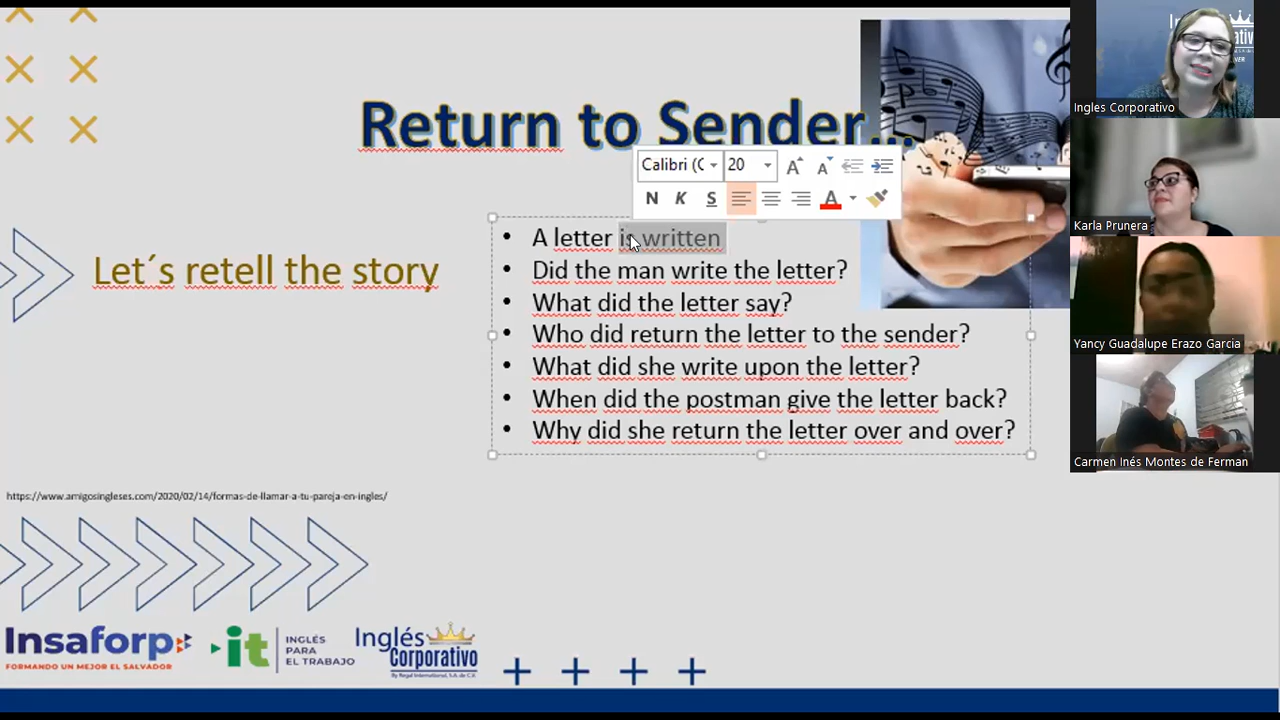 Return to Sender...
Calibri (C
20
A A
N K S A
Let´s retell the story
• A letter is written
• Did the man write the letter?
• What did the letter say?
• Who did return the letter to the sender?
• What did she write upon the letter?
• When did the postman give the letter back?
• Why did she return the letter over and over?
https://www.amigosingleses.com/2020/02/14/formas-de-llamar-a-tu-pareja-en-ingles/
Insaforp
FORMANDO UN MEJOR EL SALVADOR
it
INGLÉS
PARA
EL TRABAJO
Inglés
Corporativo
By Regal International, S.A. de C.V.
Ingles Corporativo
Karla Prunera
Yancy Guadalupe Erazo Garcia
Carmen Inés Montes de Ferman